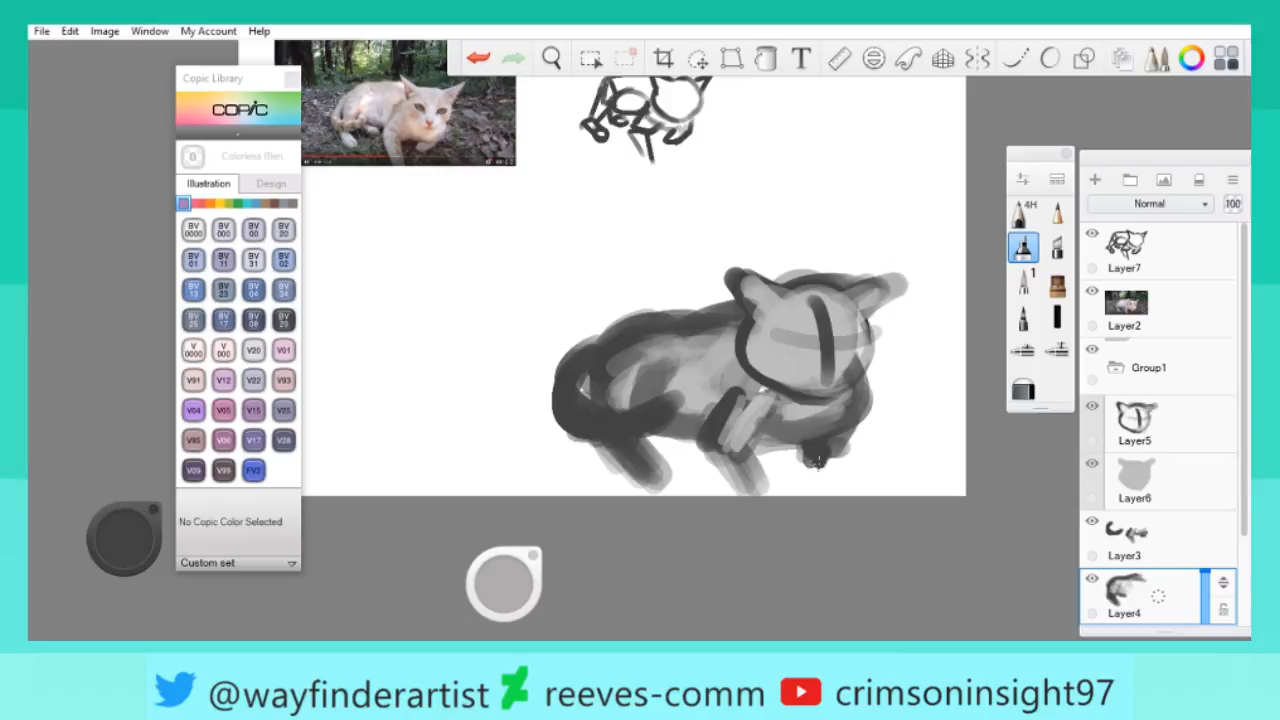 File Edit Image Window My Account Help
Copic Library
COPIC
0 Colorless Blen
Illustration Design
BV 0000 BV 000 BV 00 BV 20
BV 01 BV 11 BV 31 BV 02
BV 13 BV 23 BV 04 BV 34
BV 25 BV 17 BV 08 BV 29
V 0000 V 000 V20 V01
V91 V12 V22 V93
V04 V05 V15 V25
V95 V06 V17 V28
V09 V99 FV2
No Copic Color Selected
Custom set
T
4H
1
Normal 100
Layer7
Layer2
Group1
Layer5
Layer6
Layer3
Layer4
@wayfinderartist reeves-comm crimsoninsight97